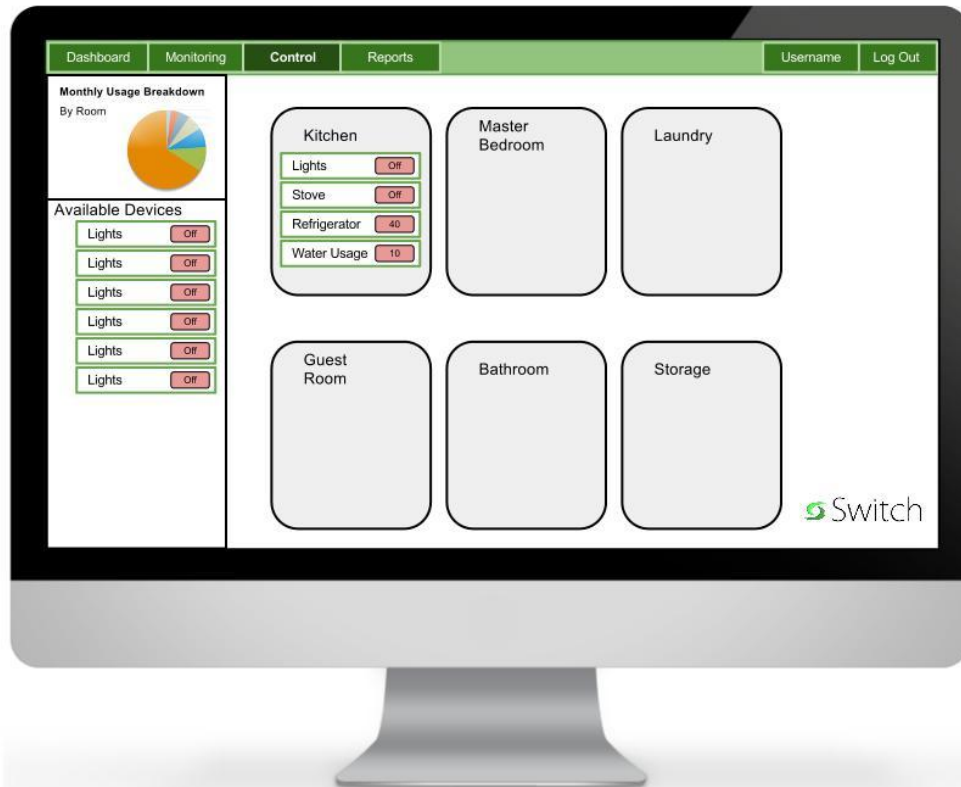 Dashboard Monitoring Control Reports Username Log Out
Monthly Usage Breakdown
By Room
Available Devices
Lights Off
Lights Off
Lights Off
Lights Off
Lights Off
Lights Off
Kitchen
Lights Off
Stove Off
Refrigerator 40
Water Usage 10
Master
Bedroom
Laundry
Guest
Room
Bathroom
Storage
Switch